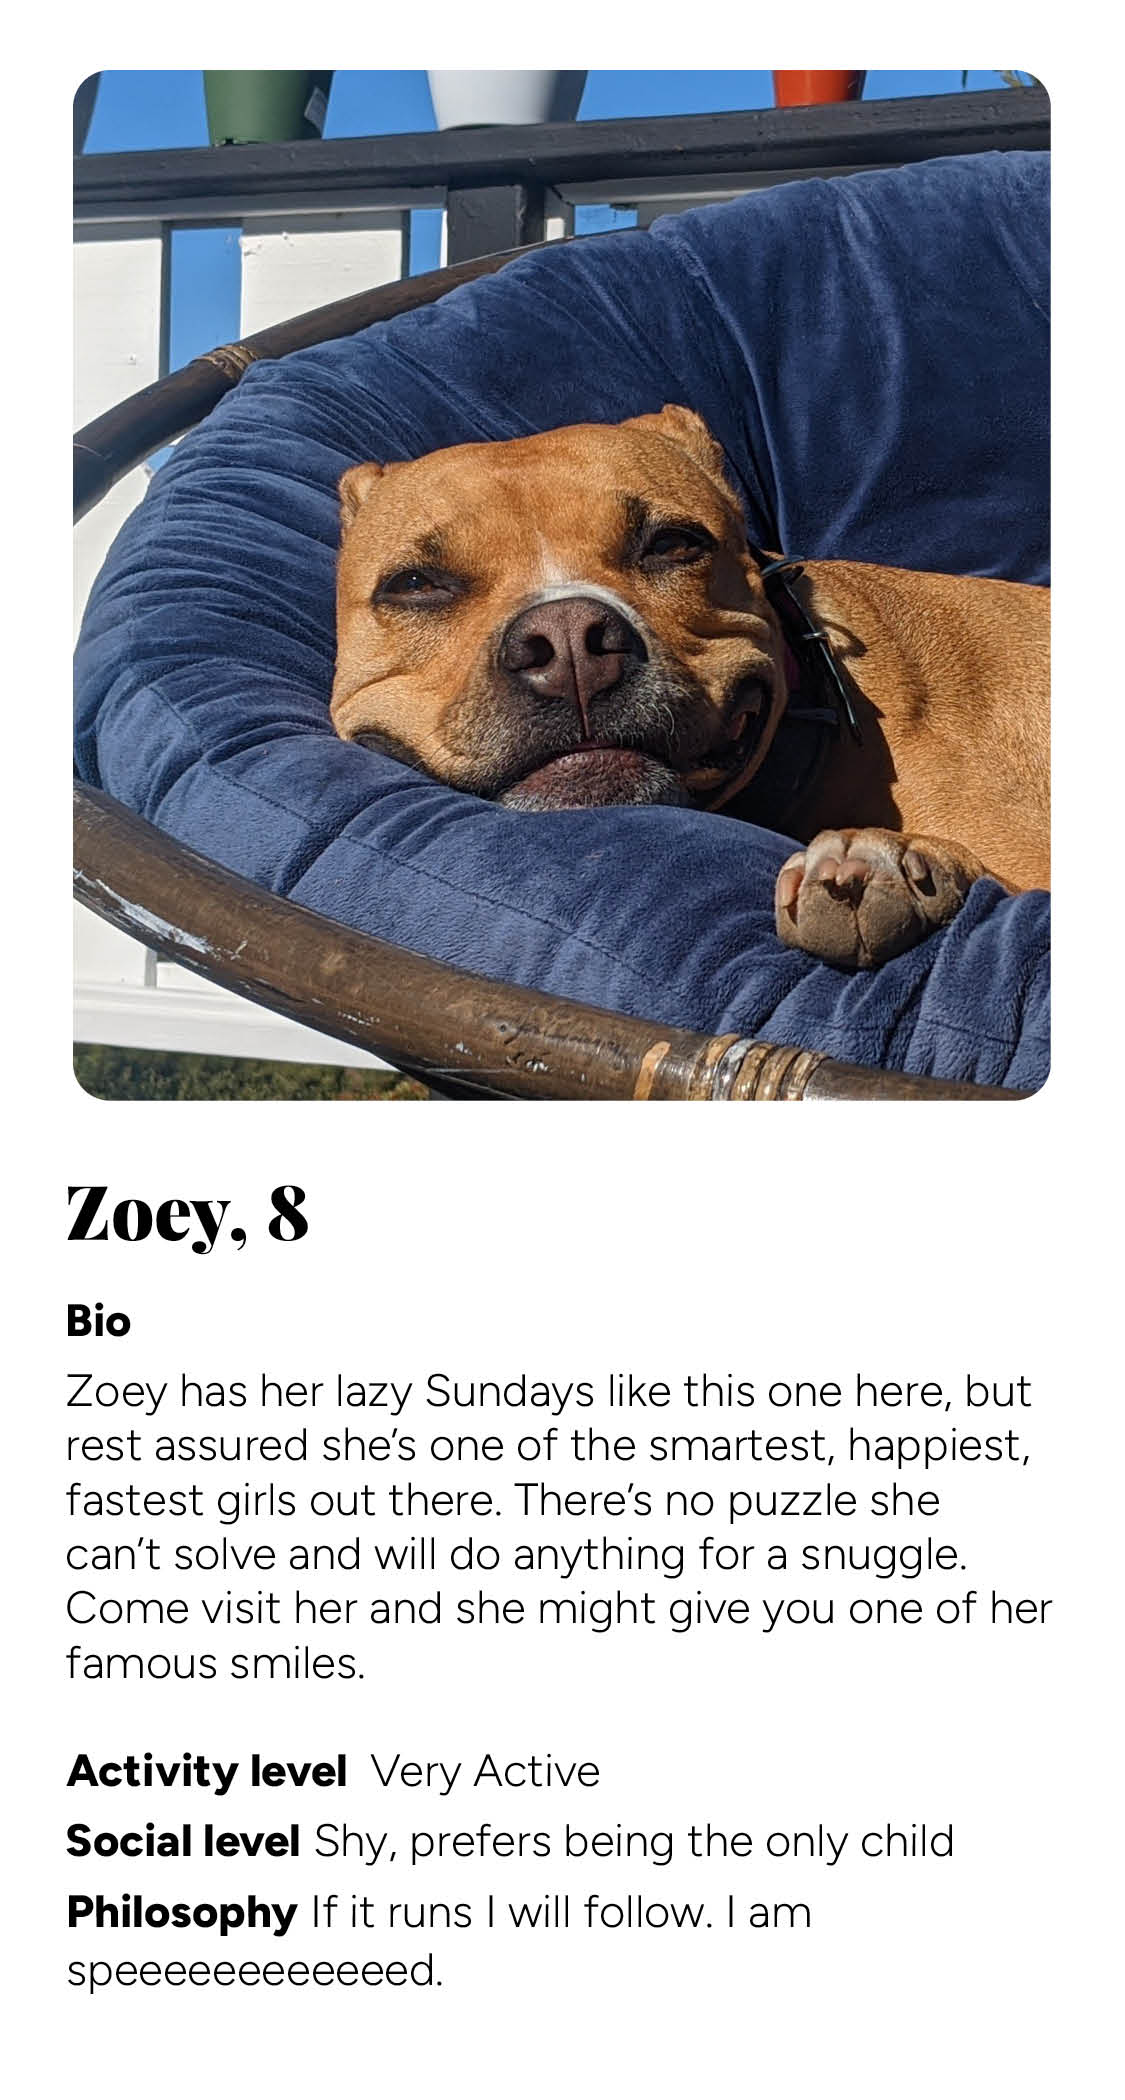 Zoey, 8
Bio
Zoey has her lazy Sundays like this one here, but
rest assured she's one of the smartest, happiest,
fastest girls out there. There's no puzzle she
can't solve and will do anything for a snuggle.
Come visit her and she might give you one of her
famous smiles.
Activity level Very Active
Social level Shy, prefers being the only child
Philosophy If it runs I will follow. I am
speeeeeeeeeeeed.